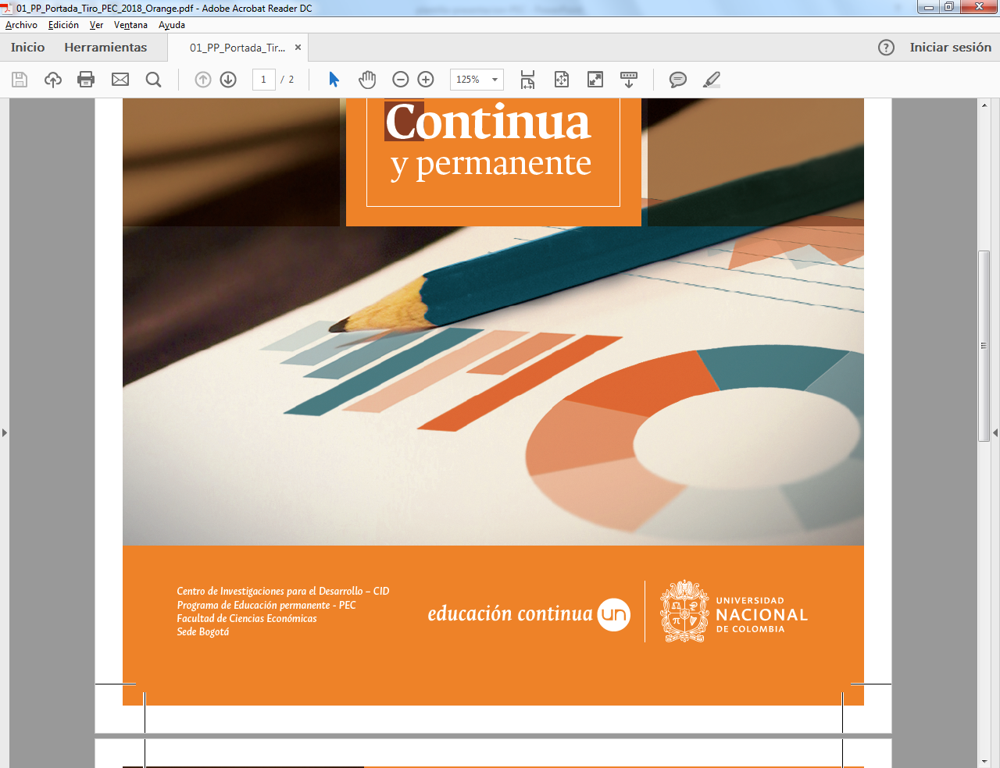 01_PP_Portada_Tiro_PEC_2018_Orange.pdf - Adobe Acrobat Reader DC
Archivo Edición Ver Ventana Ayuda
Inicio Herramientas 01_PP_Portada_Tir... × ? Iniciar sesión
1 / 2 125%
Continua
y permanente
Centro de Investigaciones para el Desarrollo – CID
Programa de Educación permanente - PEC
Facultad de Ciencias Económicas
Sede Bogotá
educación continua un
UNIVERSIDAD
NACIONAL
DE COLOMBIA